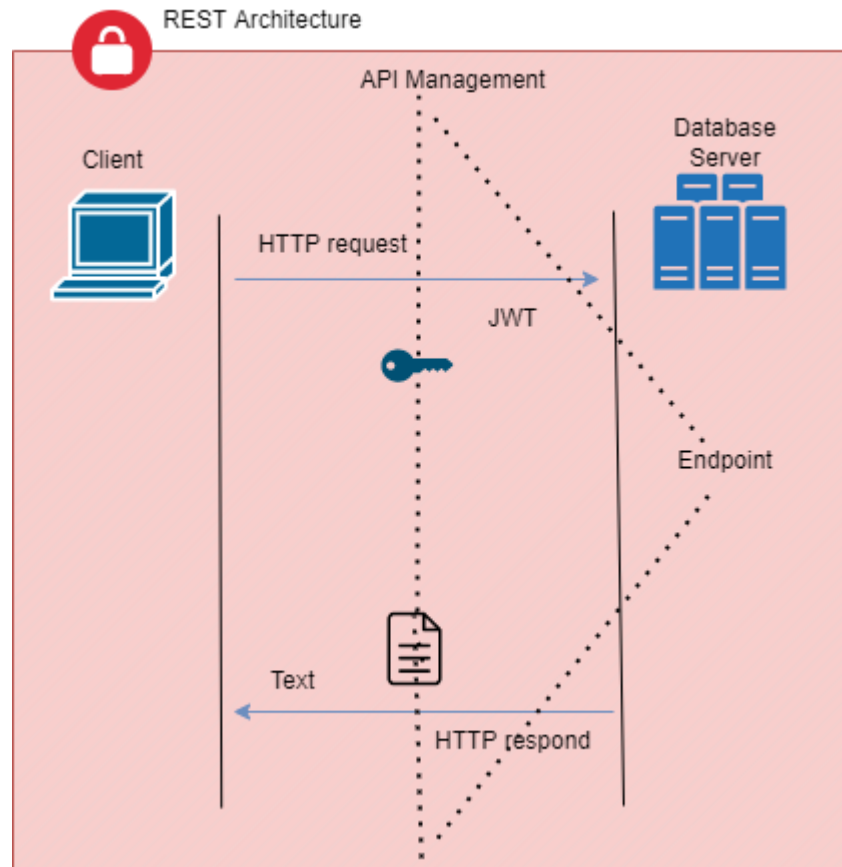 REST Architecture
API Management
Client
Database
Server
HTTP request
JWT
Endpoint
Text
HTTP respond